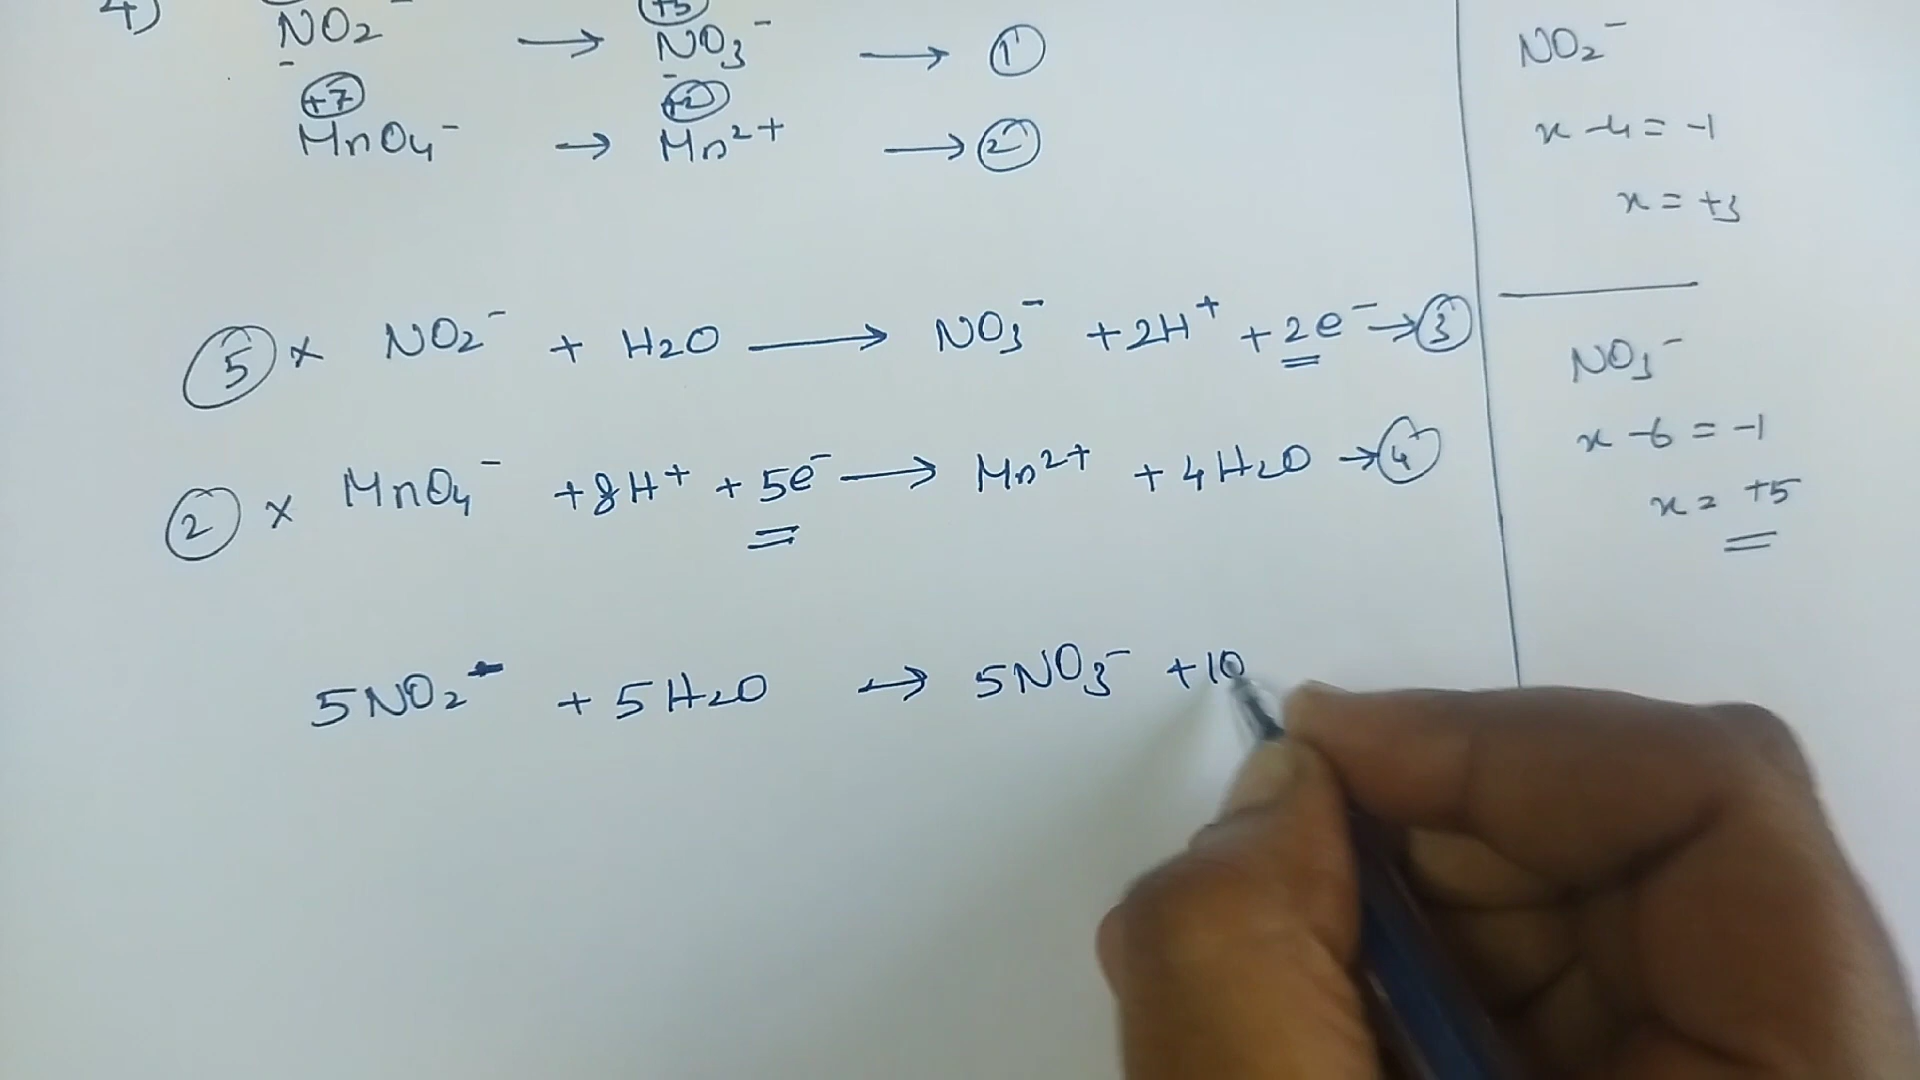 4)
+5
NO2⁻ → NO3⁻ → 1
+7 +2
MnO4⁻ → Mn²⁺ → 2
5 × NO2⁻ + H2O → NO3⁻ + 2H⁺ + 2e⁻ → 3
2 × MnO4⁻ + 8H⁺ + 5e⁻ → Mn²⁺ + 4H2O → 4
5NO2⁻ + 5H2O → 5NO3⁻ + 10
NO2⁻
x - 4 = -1
x = +3
NO3⁻
x - 6 = -1
x = +5